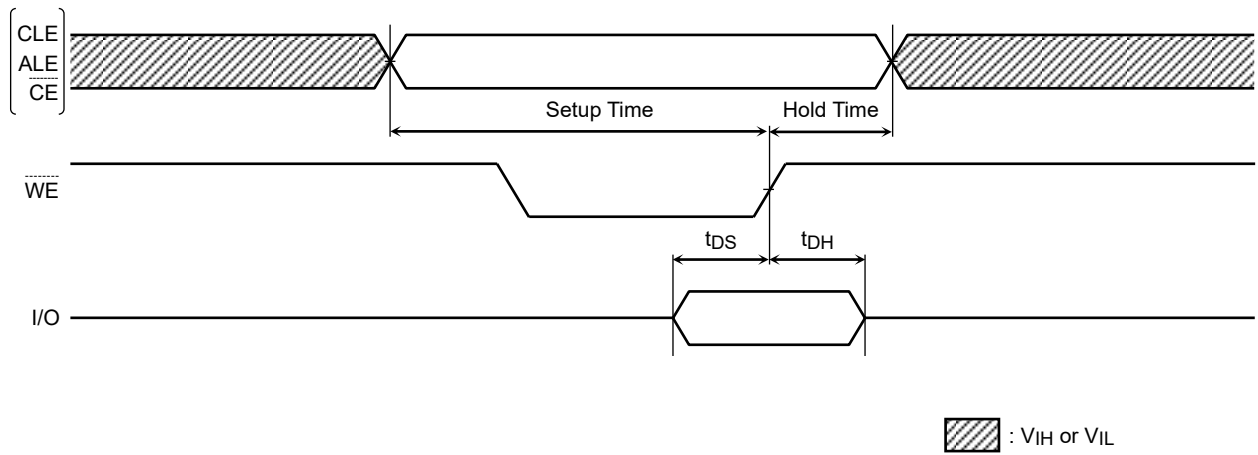 CLE
ALE
CE
Setup Time
Hold Time
WE
tDS
tDH
I/O
: VIH or VIL